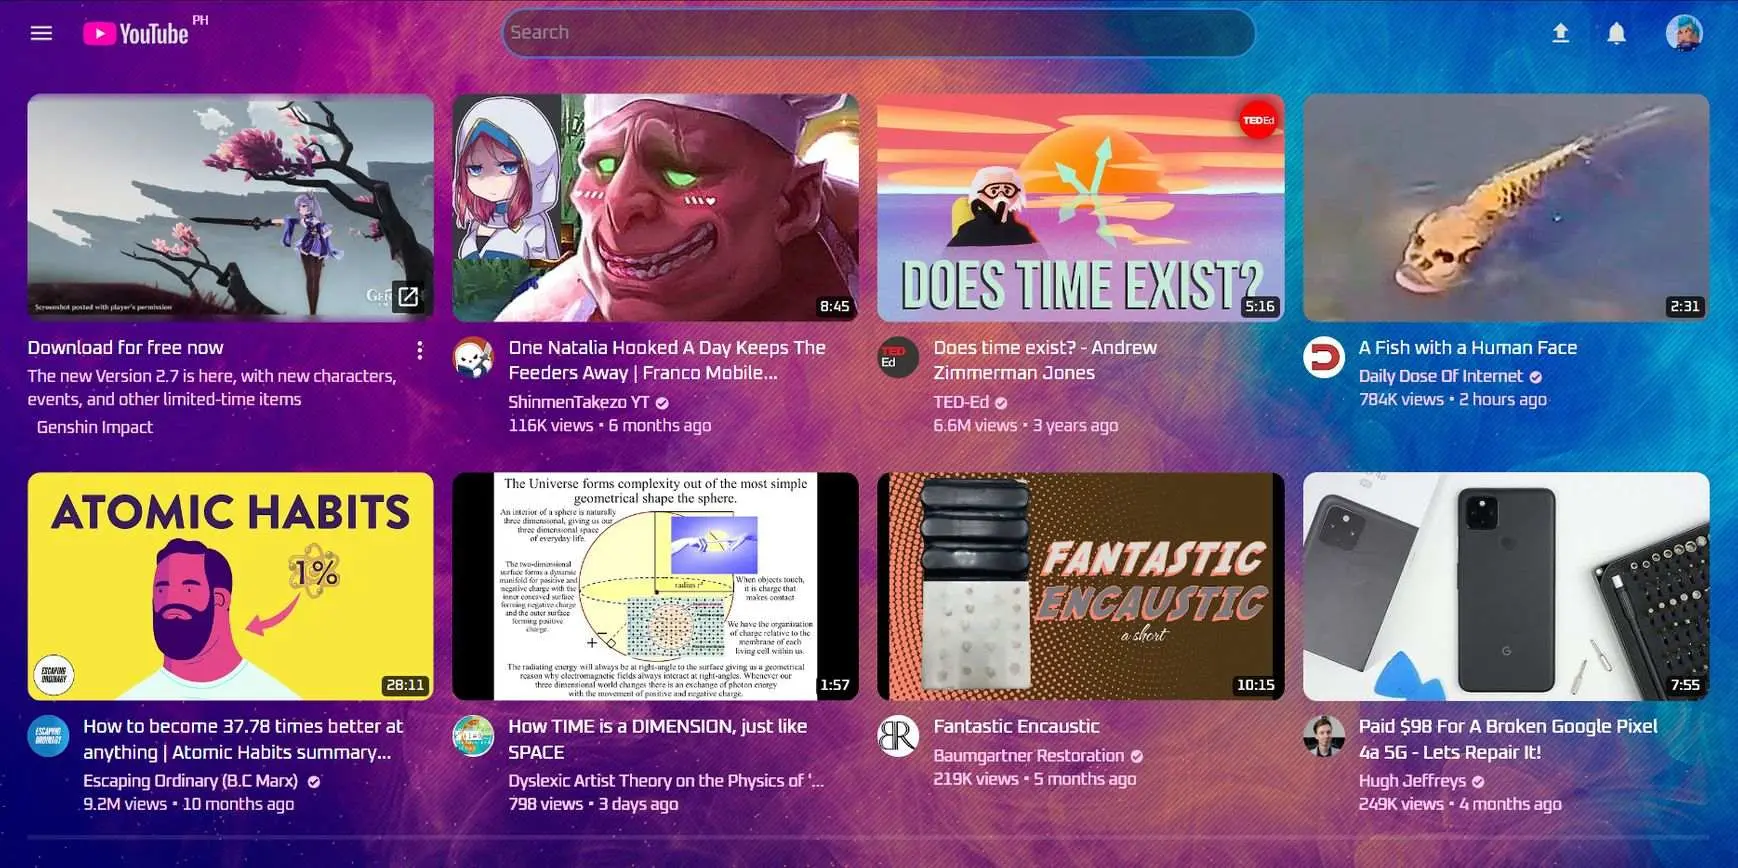 YouTube PH
Search
Screenshot posted with player's permission
Download for free now
The new Version 2.7 is here, with new characters,
events, and other limited-time items
Genshin Impact
8:45
One Natalia Hooked A Day Keeps The
Feeders Away | Franco Mobile...
ShinmenTakezo YT
116K views • 6 months ago
TEDEd
DOES TIME EXIST?
5:16
TED
Ed
Does time exist? - Andrew
Zimmerman Jones
TED-Ed
6.6M views • 3 years ago
2:31
A Fish with a Human Face
Daily Dose Of Internet
784K views • 2 hours ago
ATOMIC HABITS
1%
ESCAPING
ORDINARY
28:11
ESCAPING
ORDINARY
How to become 37.78 times better at
anything | Atomic Habits summary...
Escaping Ordinary (B.C Marx)
9.2M views • 10 months ago
The Universe forms complexity out of the most simple
geometrical shape the sphere.
An interior of a sphere is naturally
three dimensional, giving us our
three dimensional space
of everyday life.
The two-dimensional
surface forms a dynamic
manifold for positive and
negative charge with the
inner concaved surface
forming negative charge
and the outer surface
forming positive
charge.
radius r²
When objects touch,
it is charge that
makes contact
We have the organization
of charge relative to the
membrane of each
living cell within us.
The radiating energy will always be at right-angle to the surface giving us a geometrical
reason why electromagnetic fields always interact at right-angles. Whenever our
three dimensional world changes there is an exchange of photon energy
with the movement of positive and negative charge.
1:57
How TIME is a DIMENSION, just like
SPACE
Dyslexic Artist Theory on the Physics of '...
798 views • 3 days ago
FANTASTIC
ENCAUSTIC
a short
10:15
BR
Fantastic Encaustic
Baumgartner Restoration
219K views • 5 months ago
G
7:55
Paid $98 For A Broken Google Pixel
4a 5G - Lets Repair It!
Hugh Jeffreys
249K views • 4 months ago